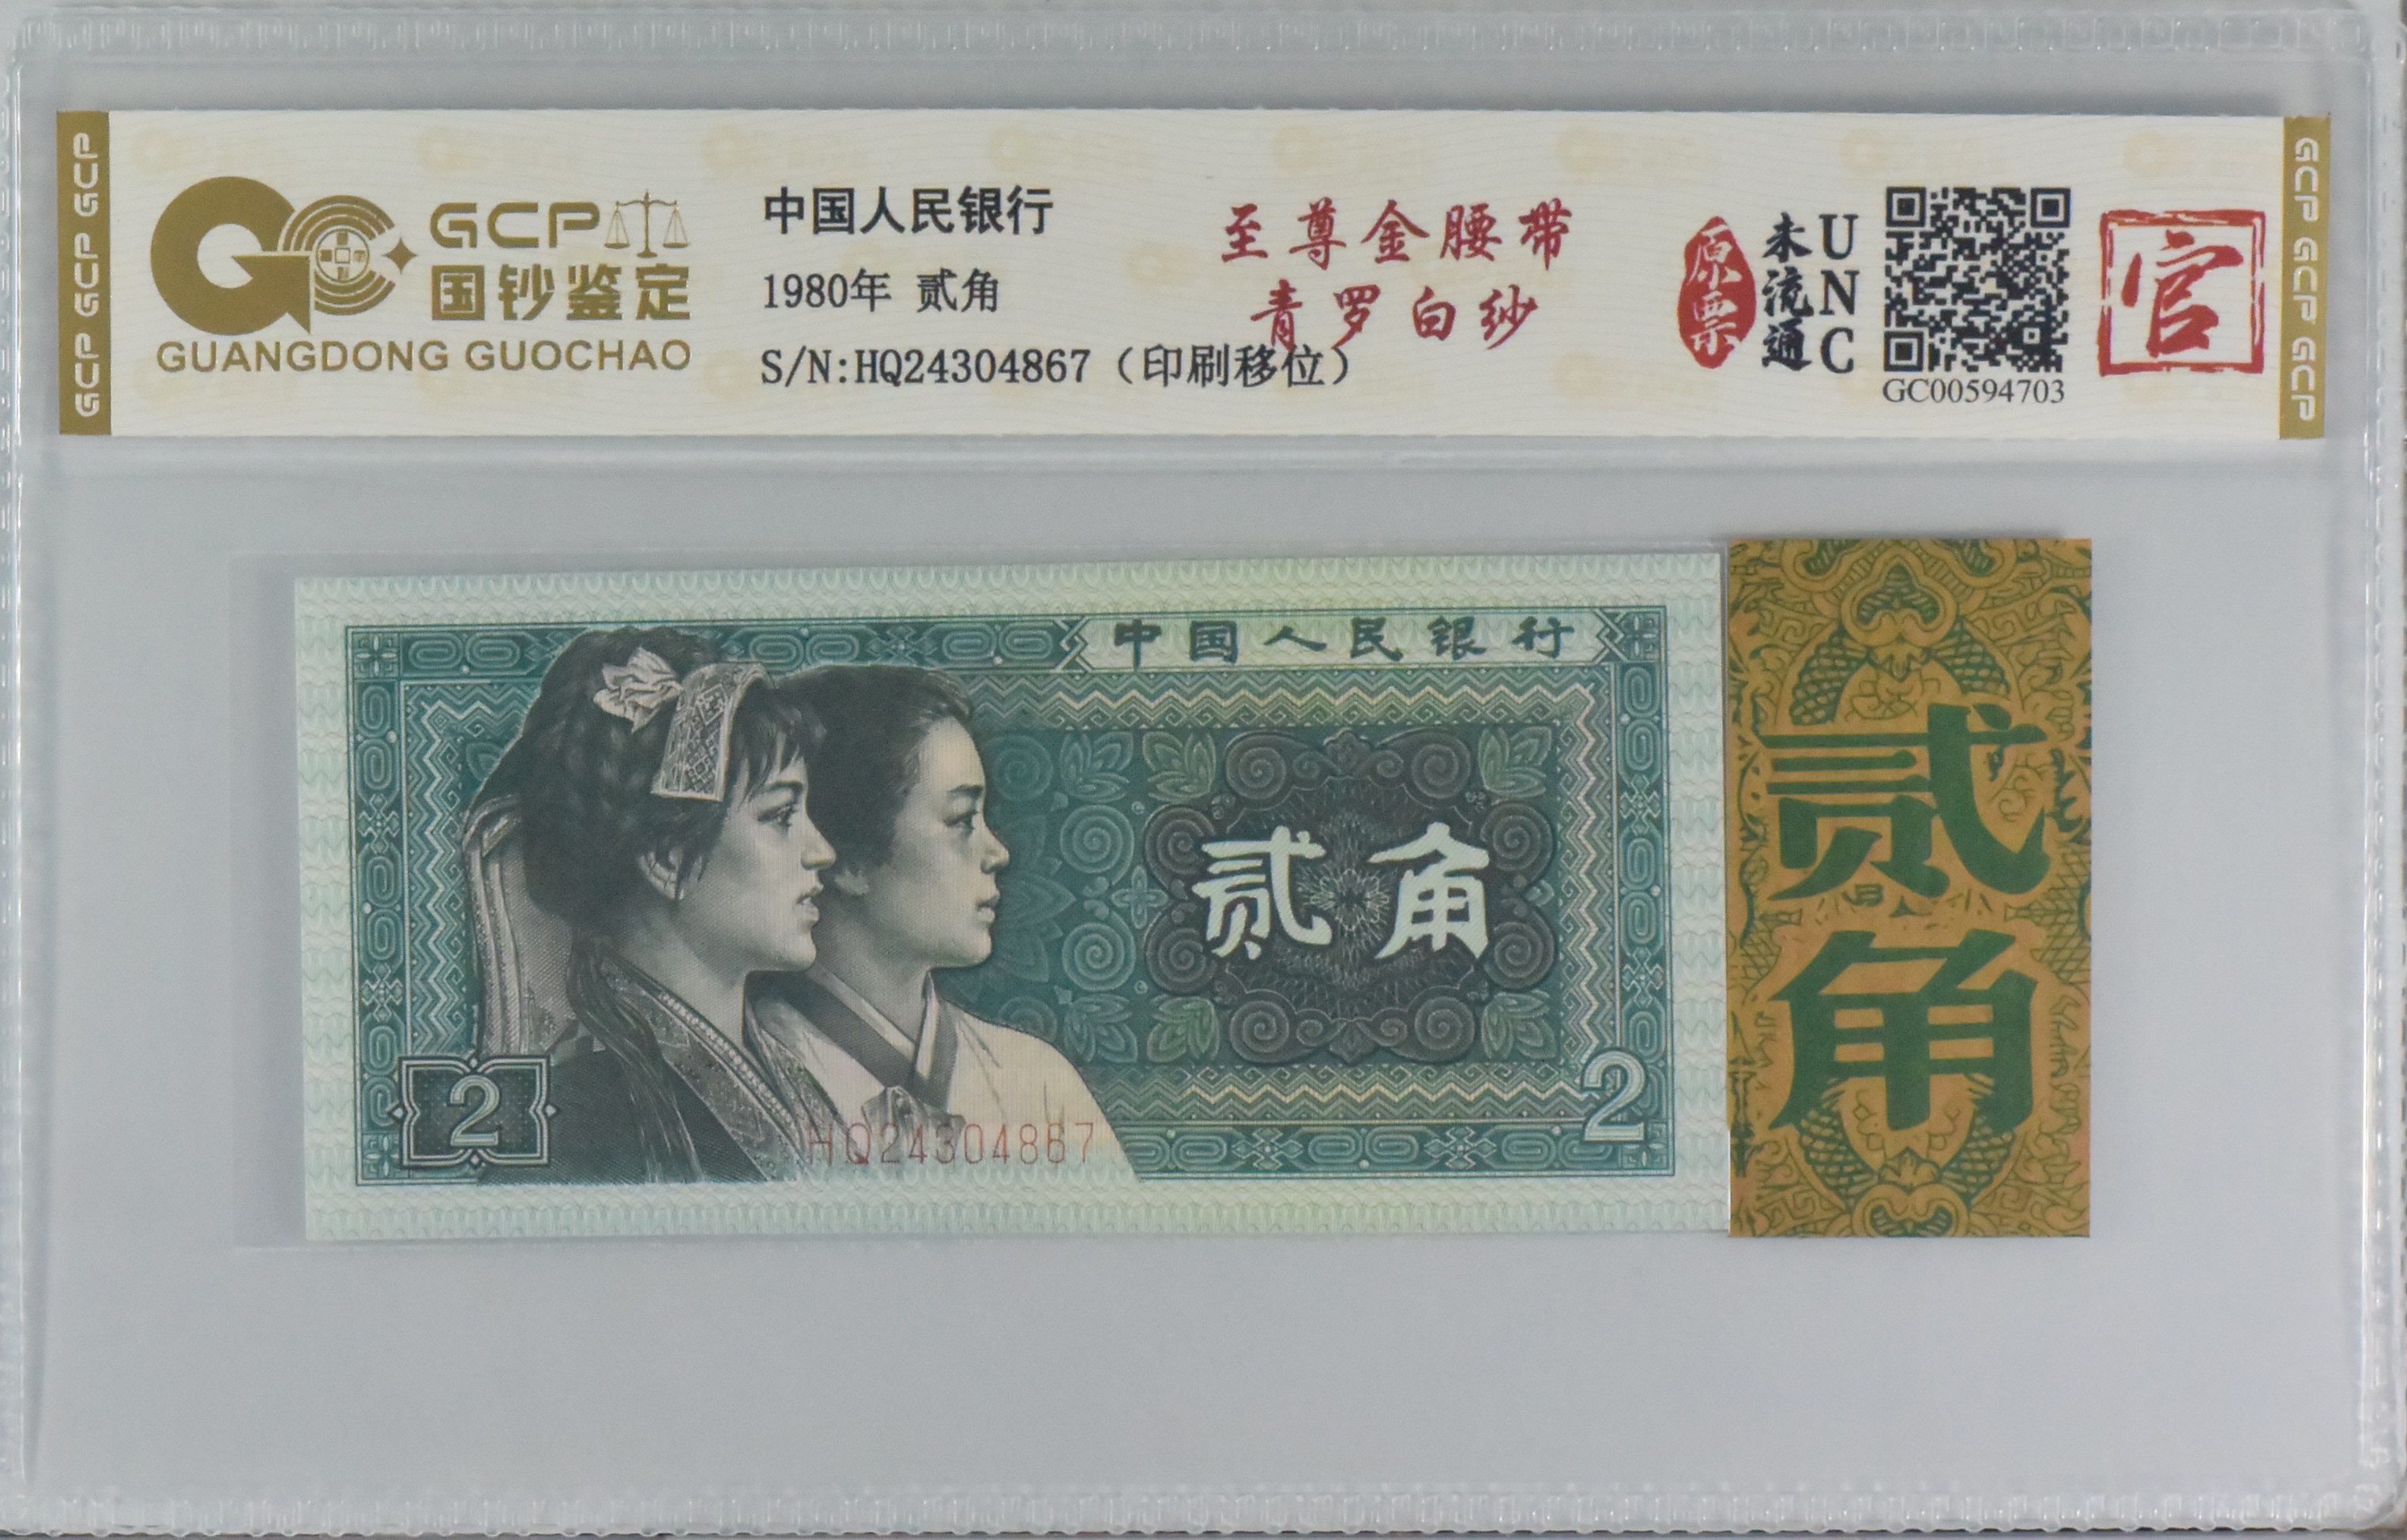 GCP GCP GCP
GCP
国钞鉴定
GUANGDONG GUOCHAO
中国人民银行
1980年 贰角
S/N:HQ24304867（印刷移位）
至尊金腰带
青罗白纱
原票
未流通
UNC
GC00594703
官
GCP GCP GCP
中国人民银行
贰角
2
HQ24304867
2
贰角